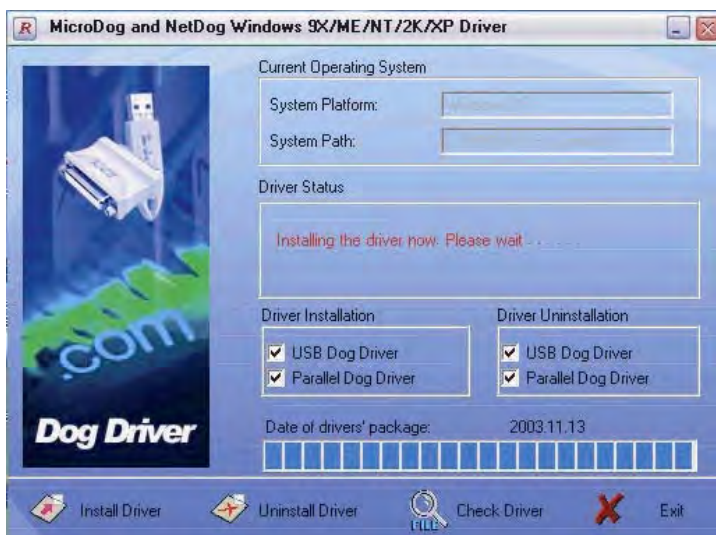 R MicroDog and NetDog Windows 9X/ME/NT/2K/XP Driver
Current Operating System
System Platform:
System Path:
Driver Status
Installing the driver now. Please wait . . . . . .
Driver Installation
Driver Uninstallation
USB Dog Driver
Parallel Dog Driver
USB Dog Driver
Parallel Dog Driver
.com
Dog Driver
Date of drivers' package: 2003.11.13
Install Driver
Uninstall Driver
FILE
Check Driver
Exit